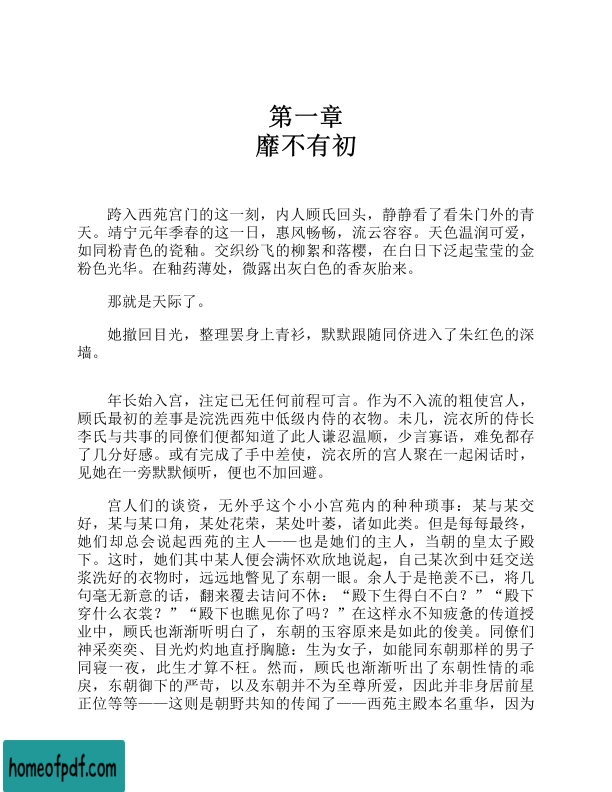 第一章
靡不有初
跨入西苑宫门的这一刻，内人顾氏回头，静静看了看朱门外的青
天。靖宁元年季春的这一日，惠风畅畅，流云容容。天色温润可爱，
如同粉青色的瓷釉。交织纷飞的柳絮和落樱，在白日下泛起莹莹的金
粉色光华。在釉药薄处，微露出灰白色的香灰胎来。
那就是天际了。
她撤回目光，整理罢身上青衫，默默跟随同侪进入了朱红色的深
墙。
年长始入宫，注定已无任何前程可言。作为不入流的粗使宫人，
顾氏最初的差事是浣洗西苑中低级内侍的衣物。未几，浣衣所的侍长
李氏与共事的同僚们便都知道了此人谦忍温顺，少言寡语，难免都存
了几分好感。或有完成了手中差使，浣衣所的宫人聚在一起闲话时，
见她在一旁默默倾听，便也不加回避。
宫人们的谈资，无外乎这个小小宫苑内的种种琐事：某与某交
好，某与某口角，某处花荣，某处叶萎，诸如此类。但是每每最终，
她们却总会说起西苑的主人——也是她们的主人，当朝的皇太子殿
下。这时，她们其中某人便会满怀欢欣地说起，自己某次到中廷交送
浆洗好的衣物时，远远地瞥见了东朝一眼。余人于是艳羡不已，将几
句毫无新意的话，翻来覆去诘问不休：“殿下生得白不白？”“殿下
穿什么衣裳？”“殿下也瞧见你了吗？”在这样永不知疲惫的传道授
业中，顾氏也渐渐听明白了，东朝的玉容原来是如此的俊美。同僚们
神采奕奕、目光灼灼地直抒胸臆：生为女子，如能同东朝那样的男子
同寝一夜，此生才算不枉。然而，顾氏也渐渐听出了东朝性情的乖
戾，东朝御下的严苛，以及东朝并不为至尊所爱，因此并非身居前星
正位等等——这则是朝野共知的传闻了——西苑主殿本名重华，因为
homeofpdf.com